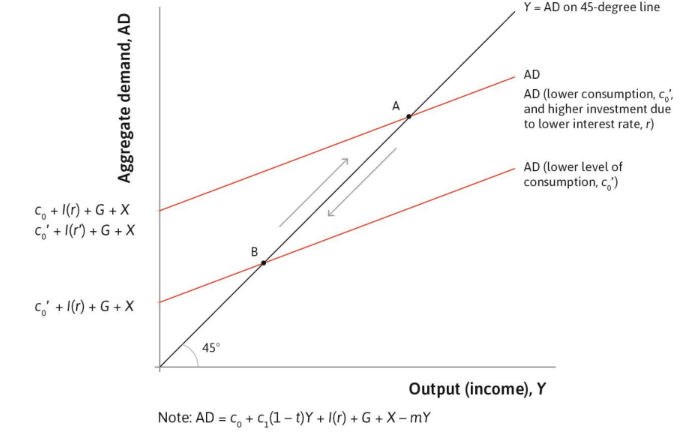 Y = AD on 45-degree line
Aggregate demand, AD
AD
AD (lower consumption, c₀′,
and higher investment due
to lower interest rate, r)
A
AD (lower level of
consumption, c₀′)
c₀ + I(r) + G + X
c₀′ + I(r′) + G + X
B
c₀′ + I(r) + G + X
45°
Output (income), Y
Note: AD = c₀ + c₁(1 – t)Y + I(r) + G + X – mY